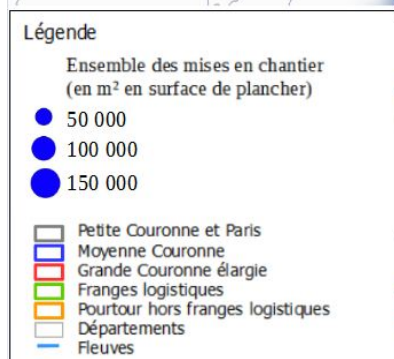 Légende
Ensemble des mises en chantier
(en m² en surface de plancher)
50 000
100 000
150 000
Petite Couronne et Paris
Moyenne Couronne
Grande Couronne élargie
Franges logistiques
Pourtour hors franges logistiques
Départements
Fleuves